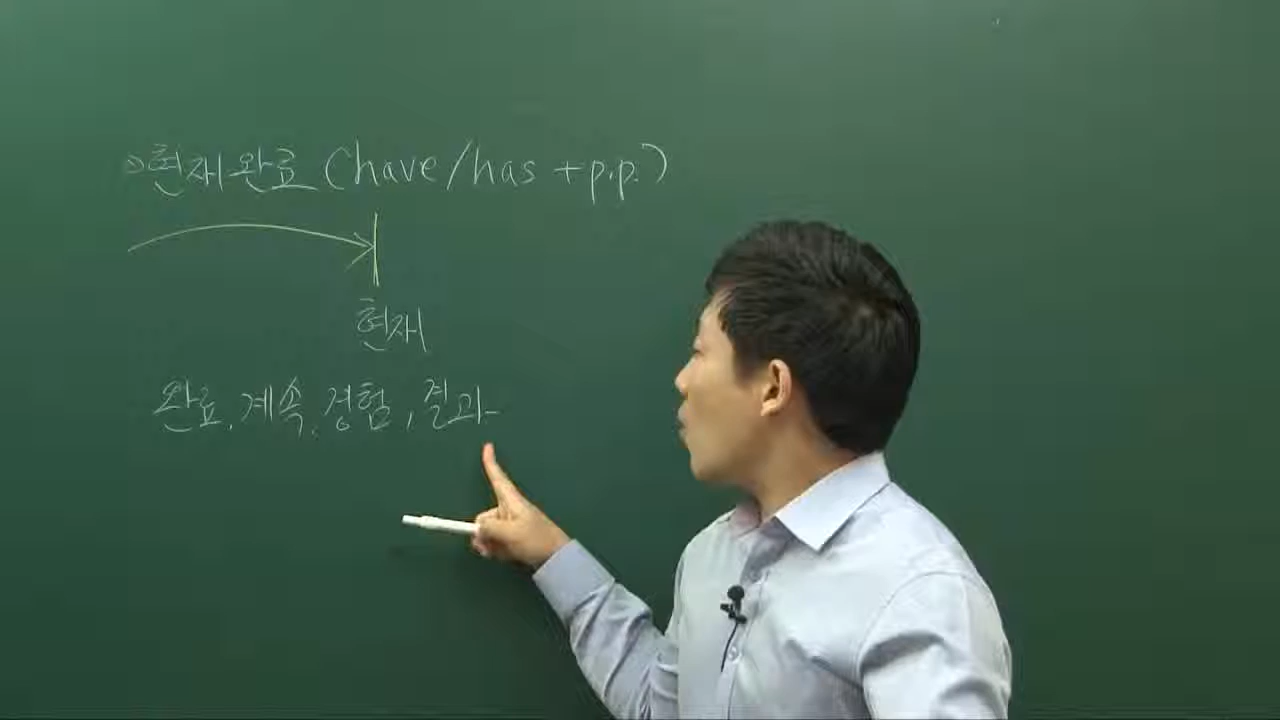 현재완료 (have/has + p.p.)
현재
완료, 계속, 경험, 결과